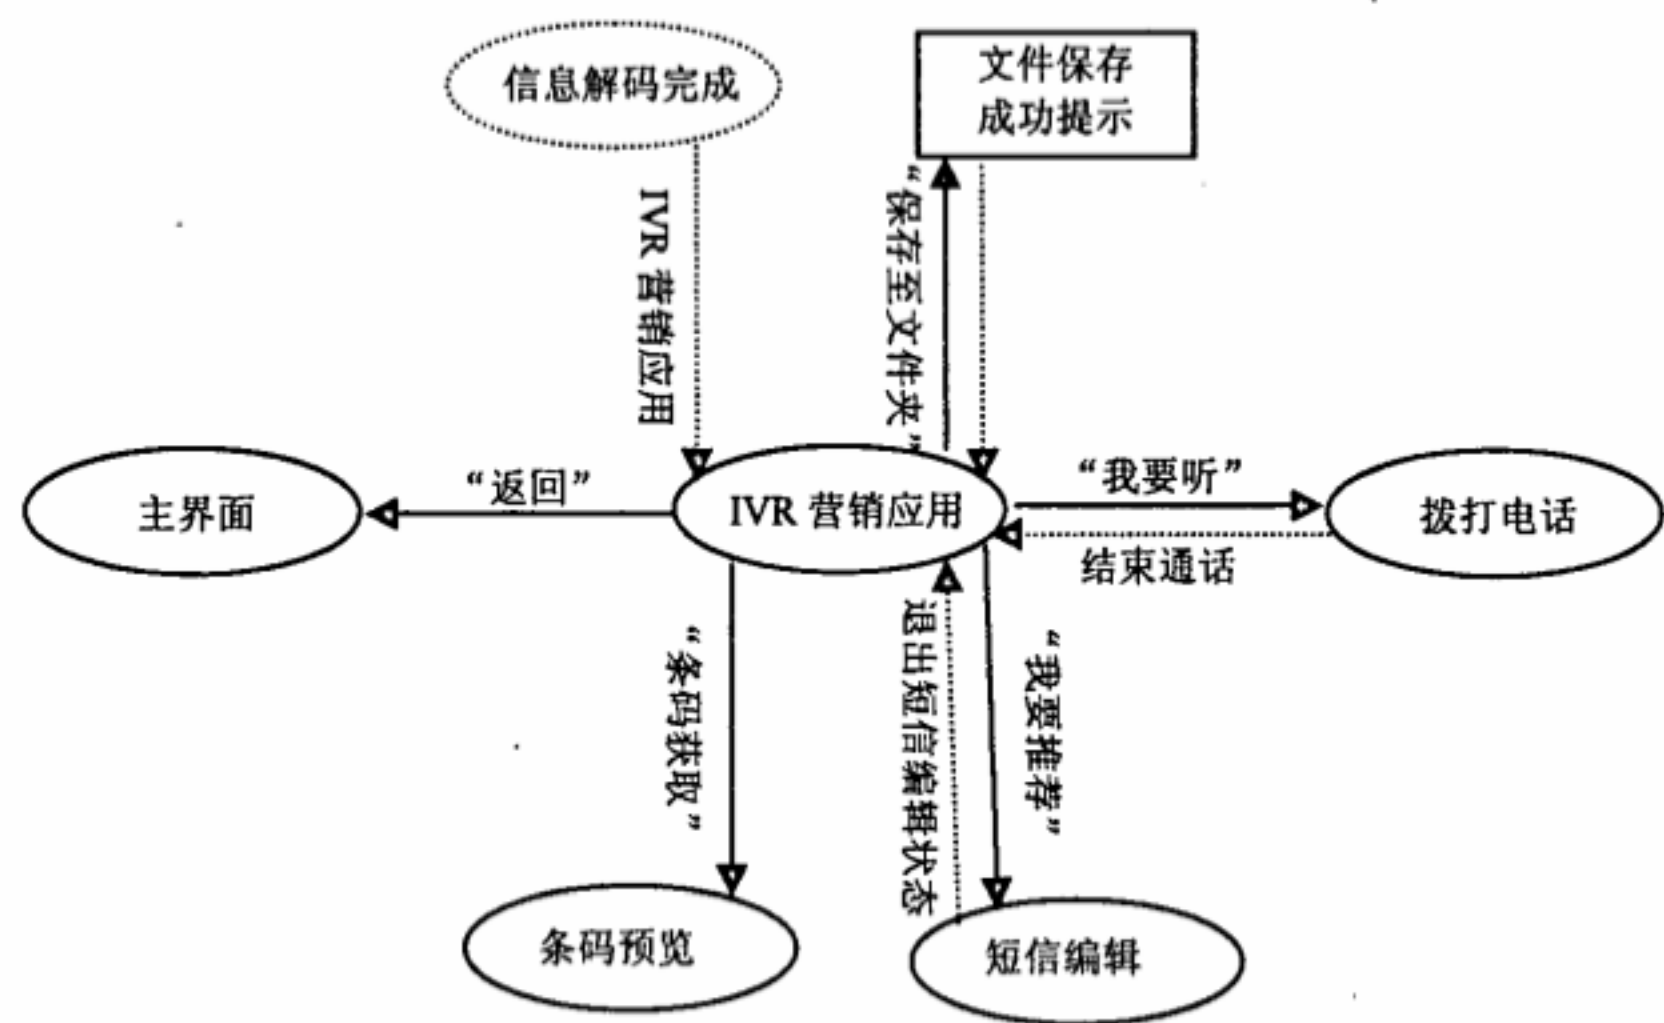 信息解码完成
文件保存
成功提示
IVR 营销应用
“保存至文件夹”
“返回”
“我要听”
主界面
IVR 营销应用
拨打电话
结束通话
“条码获取”
退出短信编辑状态
“我要推荐”
条码预览
短信编辑